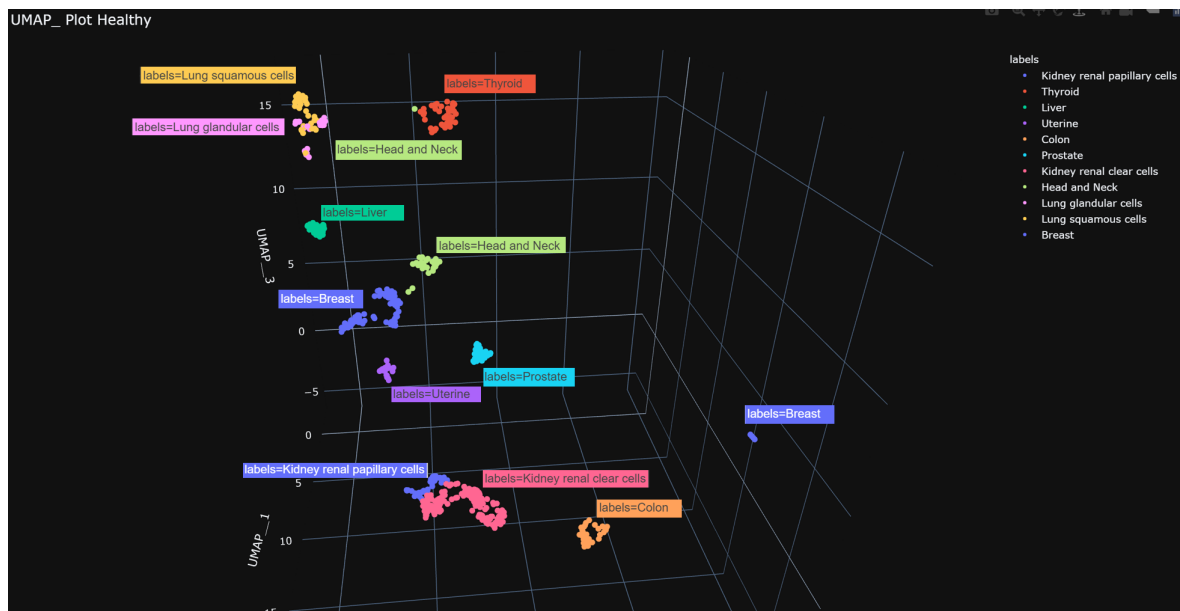 UMAP_ Plot Healthy
labels=Lung squamous cells
labels=Thyroid
15
labels=Lung glandular cells
labels=Head and Neck
10
labels=Liver
labels=Head and Neck
UMAP__3
5
labels=Breast
0
labels=Prostate
−5
labels=Uterine
labels=Breast
0
labels=Kidney renal papillary cells
labels=Kidney renal clear cells
5
labels=Colon
UMAP__1
10
15
labels
Kidney renal papillary cells
Thyroid
Liver
Uterine
Colon
Prostate
Kidney renal clear cells
Head and Neck
Lung glandular cells
Lung squamous cells
Breast